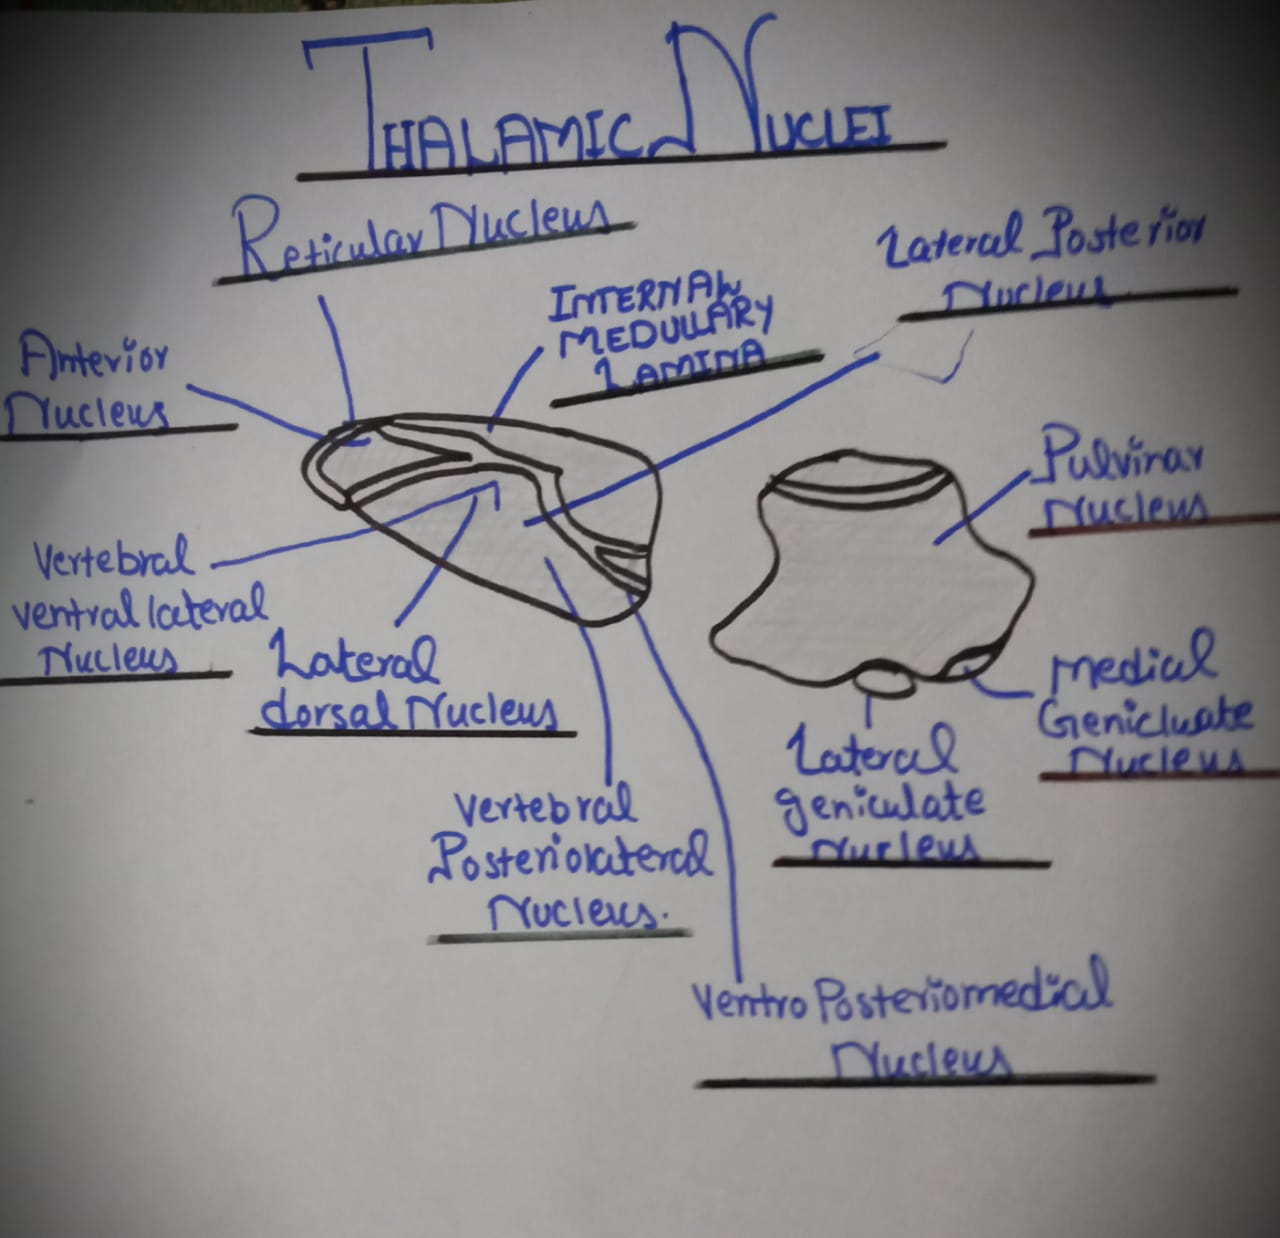 THALAMIC NUCLEI
Reticular Nucleus
INTERNAL
MEDULLARY
LAMINA
Lateral Posterior
Nucleus
Anterior
Nucleus
Pulvinar
Nucleus
Vertebral
ventral lateral
Nucleus
Lateral
dorsal Nucleus
Medial
Genicluate
Nucleus
Lateral
geniculate
Nucleus
Vertebral
Posteriolateral
Nucleus.
Ventro Posteriomedial
Nucleus